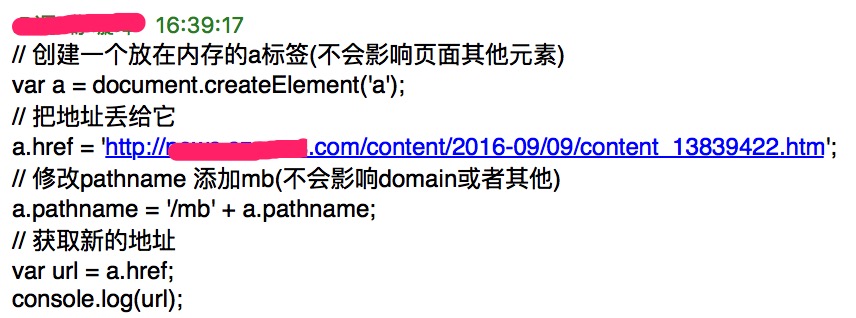 16:39:17
// 创建一个放在内存的a标签(不会影响页面其他元素)
var a = document.createElement('a');
// 把地址丢给它
a.href = 'http:// .com/content/2016-09/09/content_13839422.htm';
// 修改pathname 添加mb(不会影响domain或者其他)
a.pathname = '/mb' + a.pathname;
// 获取新的地址
var url = a.href;
console.log(url);